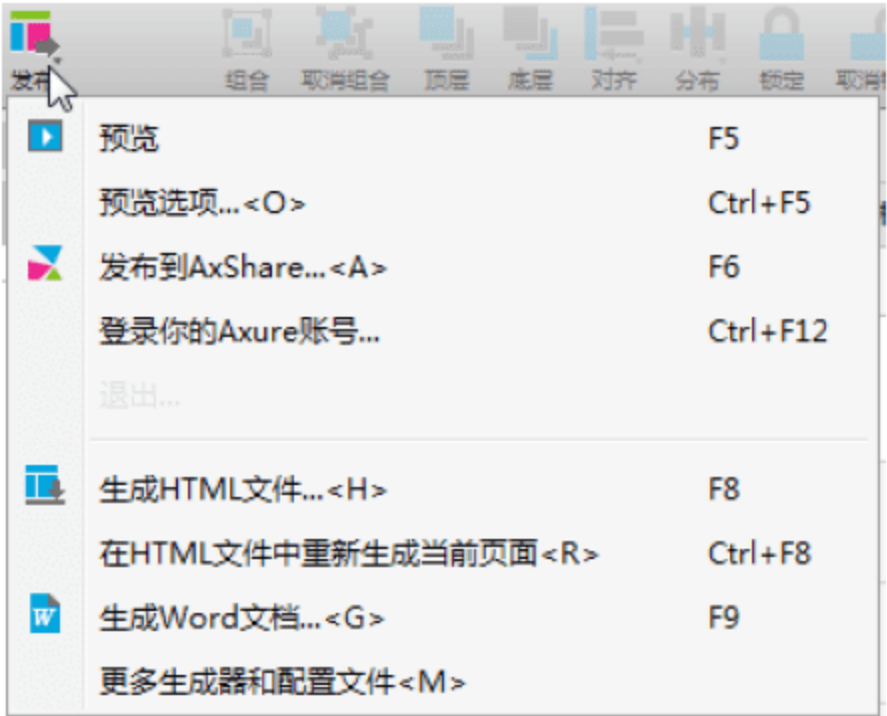 发布
组合 取消组合 顶层 底层 对齐 分布 锁定 取消
预览 F5
预览选项...<O> Ctrl+F5
发布到AxShare...<A> F6
登录你的Axure账号... Ctrl+F12
退出...
生成HTML文件...<H> F8
在HTML文件中重新生成当前页面<R> Ctrl+F8
生成Word文档...<G> F9
更多生成器和配置文件<M>